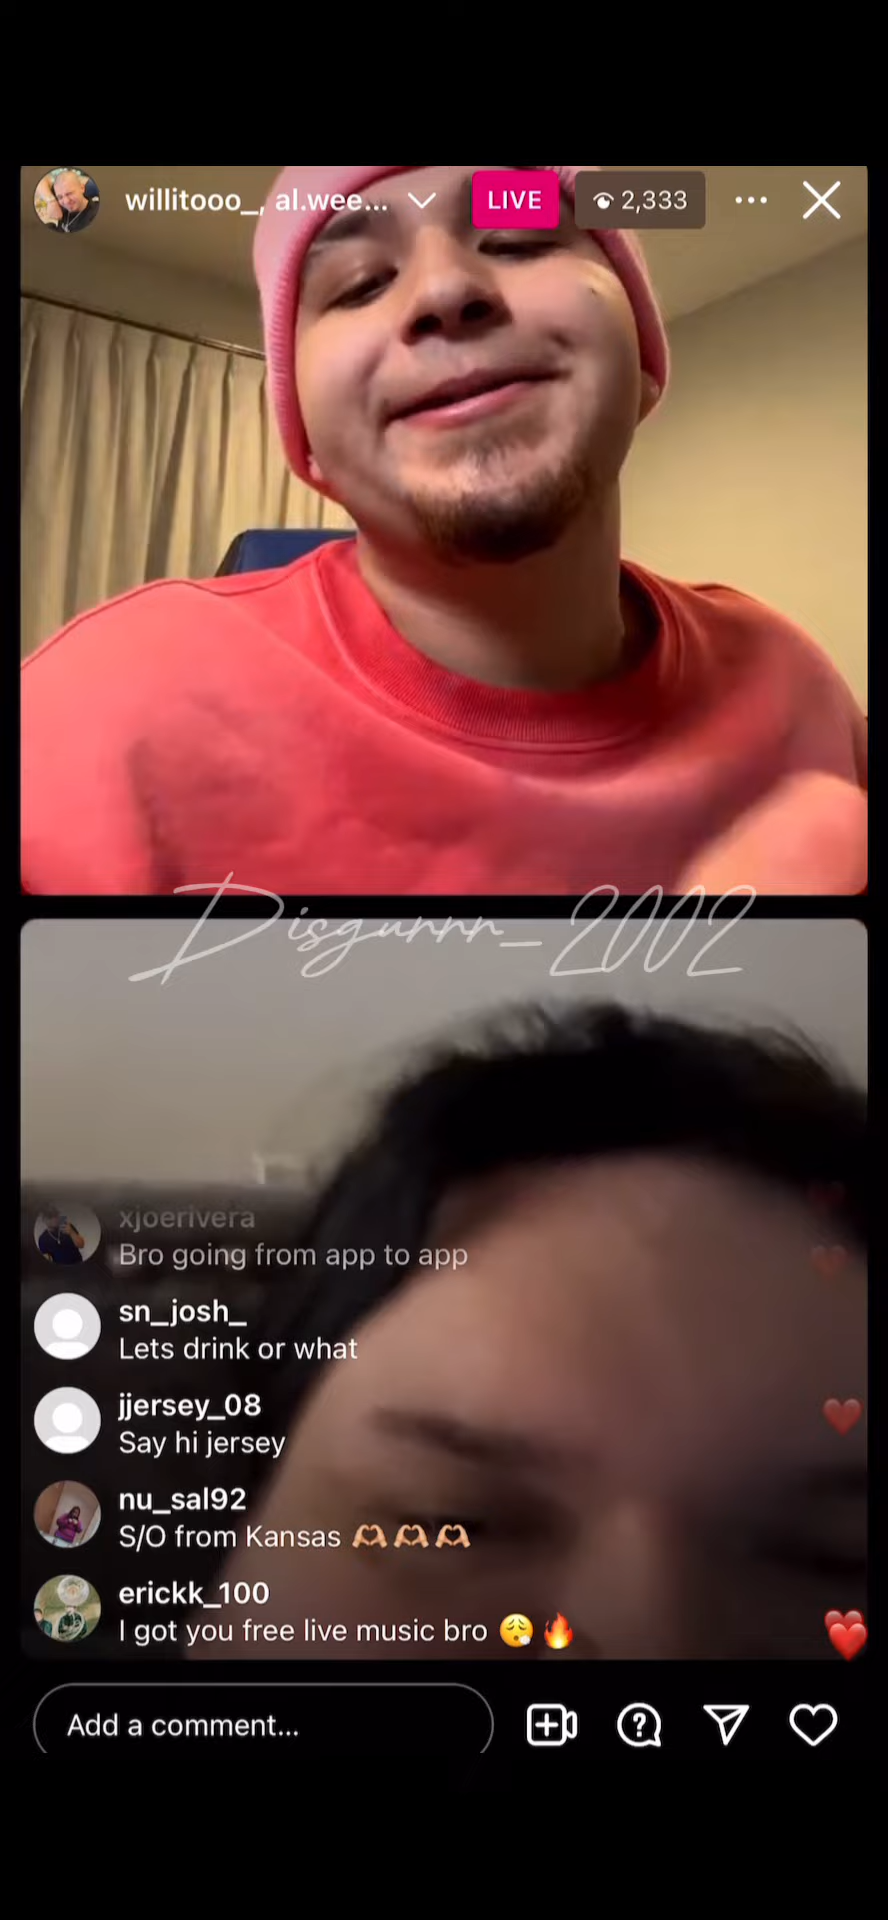 willitooo_, al.wee...
LIVE
2,333
Disgunnn_2002
xjoerivera
Bro going from app to app
sn_josh_
Lets drink or what
jjersey_08
Say hi jersey
nu_sal92
S/O from Kansas 🫶🏼🫶🏼🫶🏼
erickk_100
I got you free live music bro 😮‍💨🔥
Add a comment...